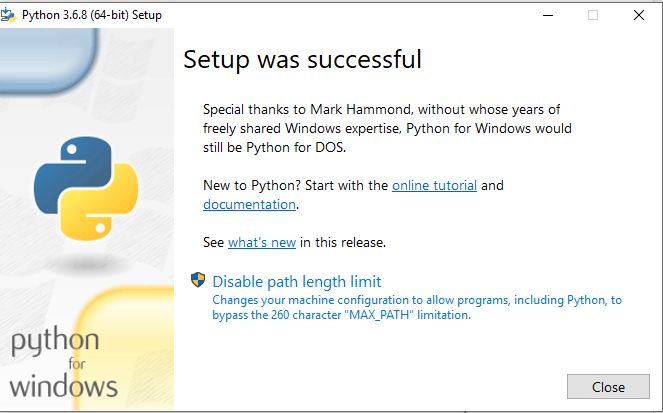 Python 3.6.8 (64-bit) Setup
Setup was successful
Special thanks to Mark Hammond, without whose years of
freely shared Windows expertise, Python for Windows would
still be Python for DOS.
New to Python? Start with the online tutorial and
documentation.
See what's new in this release.
Disable path length limit
Changes your machine configuration to allow programs, including Python, to
bypass the 260 character "MAX_PATH" limitation.
python
for
windows
Close